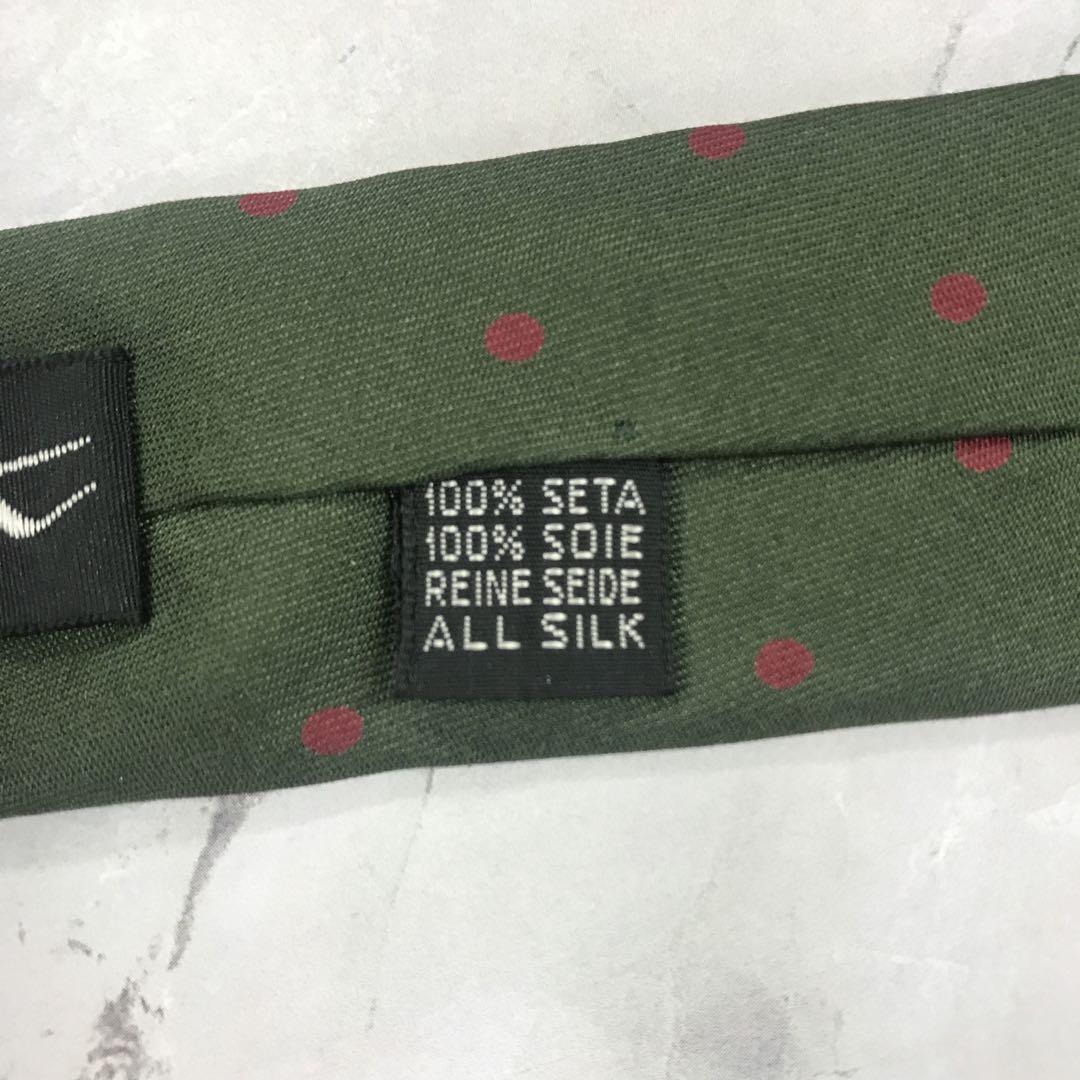 100% SETA
100% SOIE
REINE SEIDE
ALL SILK